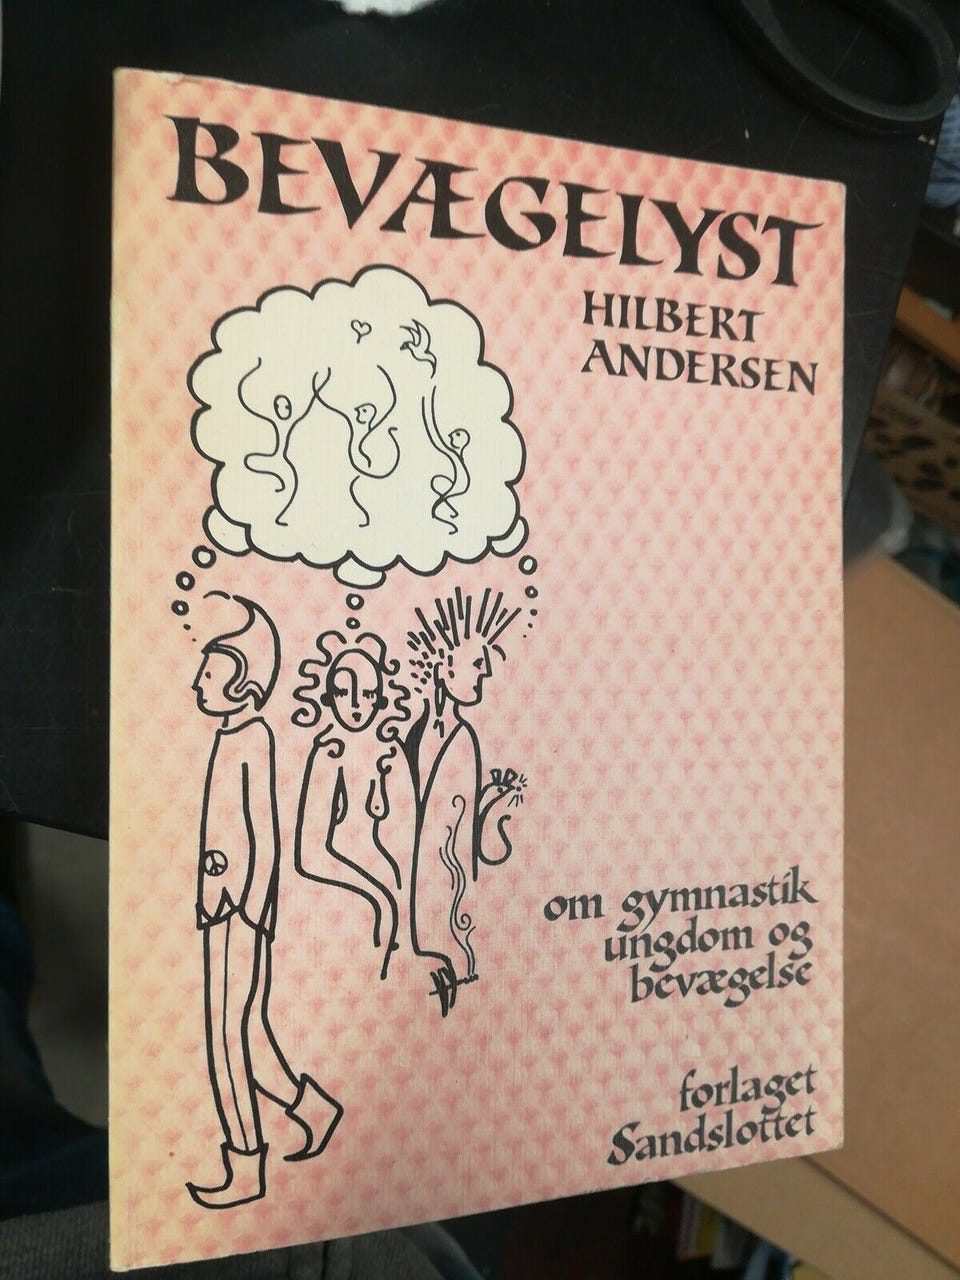 BEVÆGELYST
HILBERT
ANDERSEN
om gymnastik
ungdom og
bevægelse
forlaget
Sandslottet